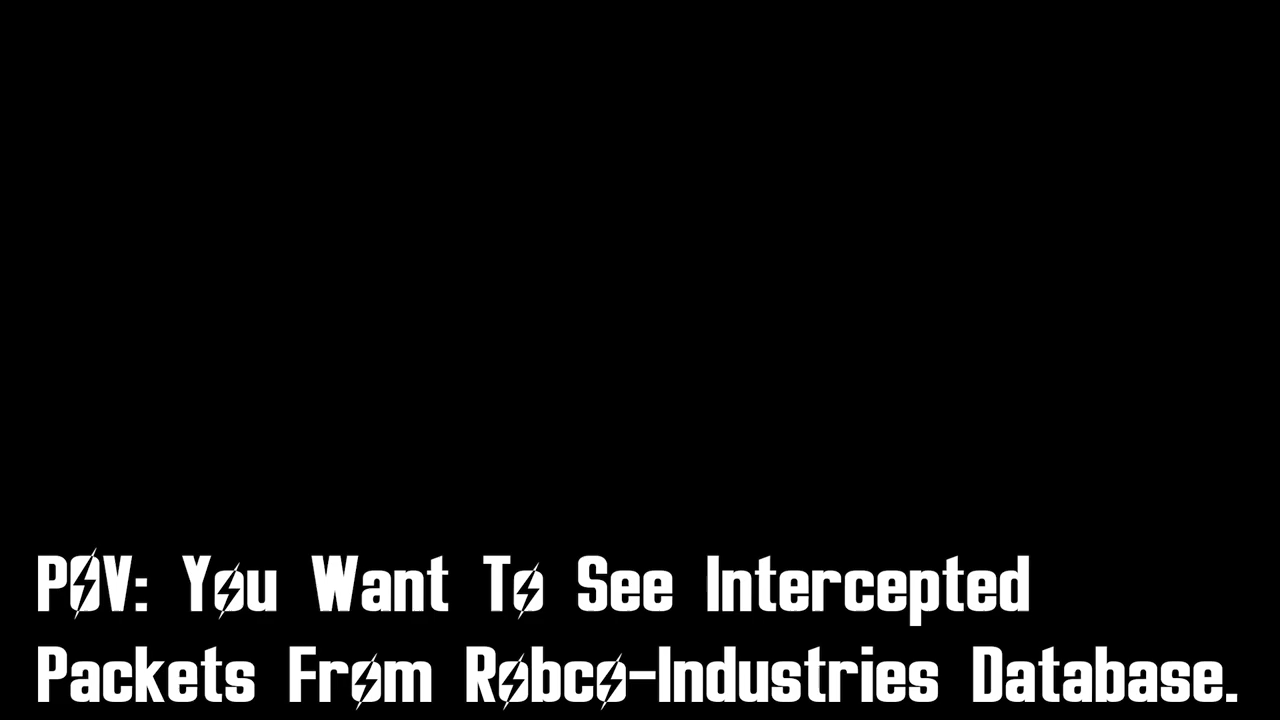 POV: You Want To See Intercepted
Packets From Robco-Industries Database.